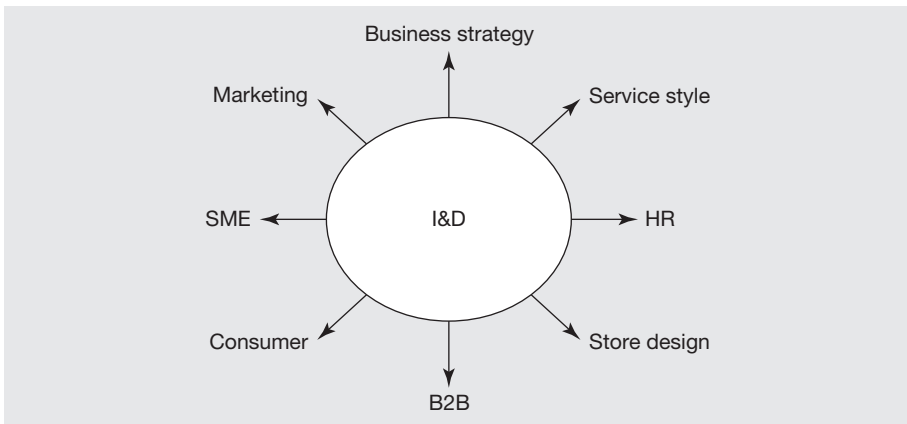 Business strategy
Marketing
Service style
SME
I&D
HR
Consumer
Store design
B2B